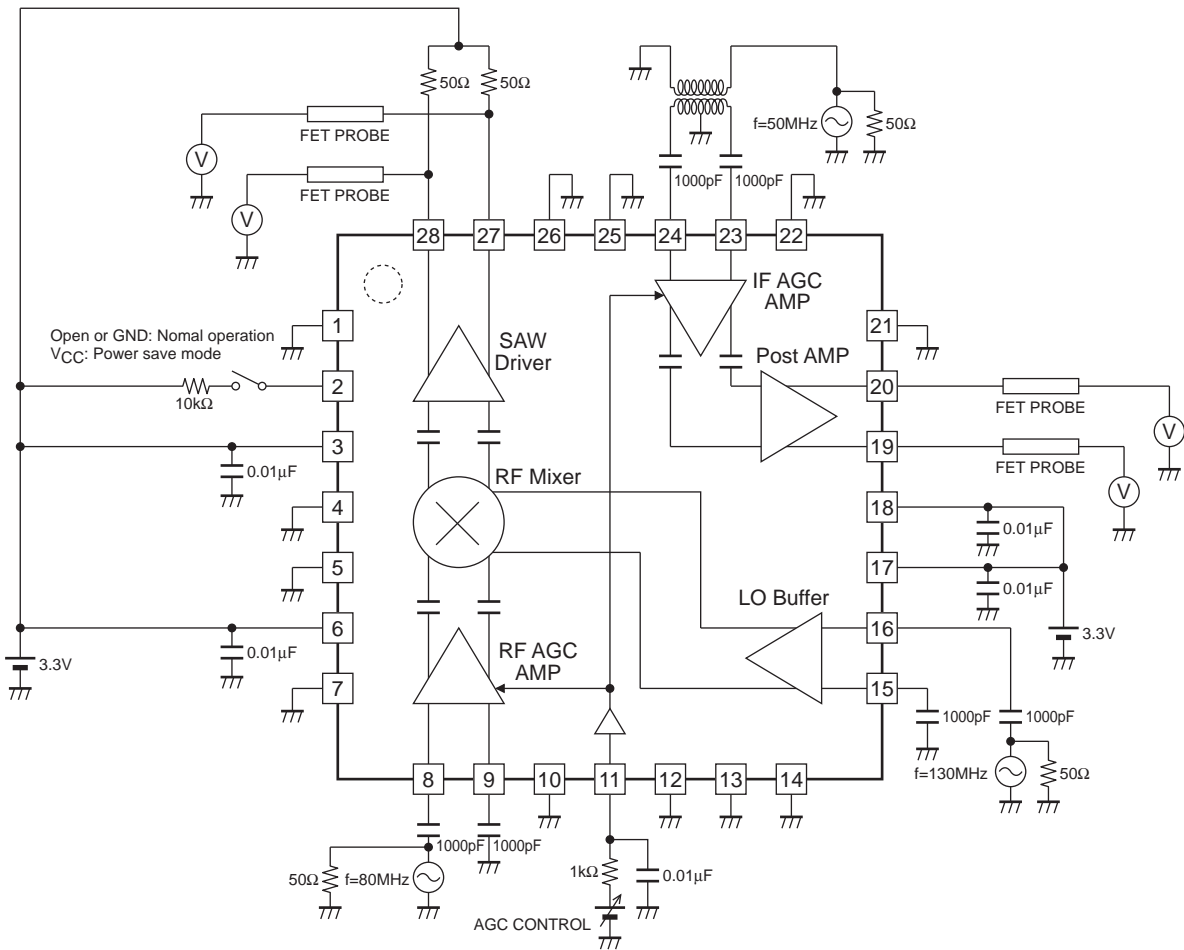 50Ω 50Ω
FET PROBE
V
FET PROBE
V
f=50MHz 50Ω
1000pF 1000pF
28 27 26 25 24 23 22
IF AGC
AMP
Open or GND: Nomal operation
VCC: Power save mode
1
21
SAW
Driver
Post AMP
2
10kΩ
20
FET PROBE
V
3
0.01μF
19
FET PROBE
V
RF Mixer
4
18
0.01μF
5
17
0.01μF
LO Buffer
6
0.01μF
3.3V
16
3.3V
RF AGC
AMP
7
15
1000pF 1000pF
f=130MHz 50Ω
8 9 10 11 12 13 14
1000pF 1000pF
50Ω f=80MHz
1kΩ 0.01μF
AGC CONTROL